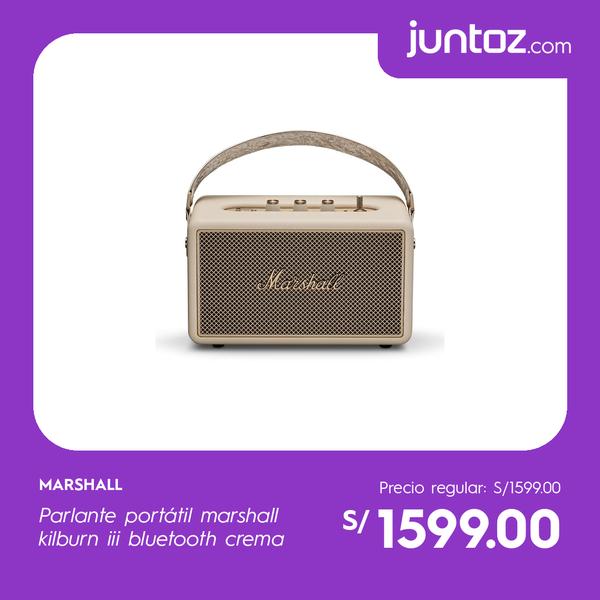 juntoz.com
Marshall
MARSHALL
Parlante portátil marshall
kilburn iii bluetooth crema
Precio regular: S/1599.00
S/1599.00